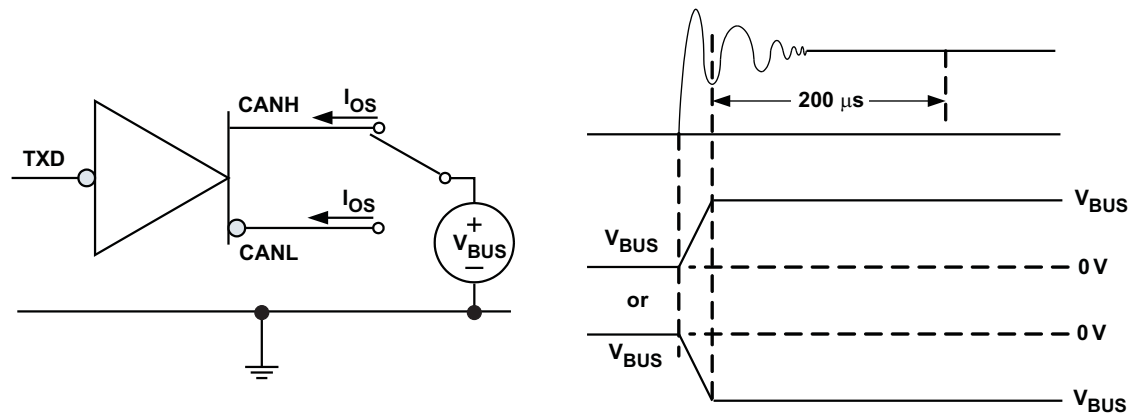 CANH
I_OS
TXD
I_OS
CANL
+
V_BUS
−
200 µs
V_BUS
V_BUS
0 V
or
0 V
V_BUS
V_BUS